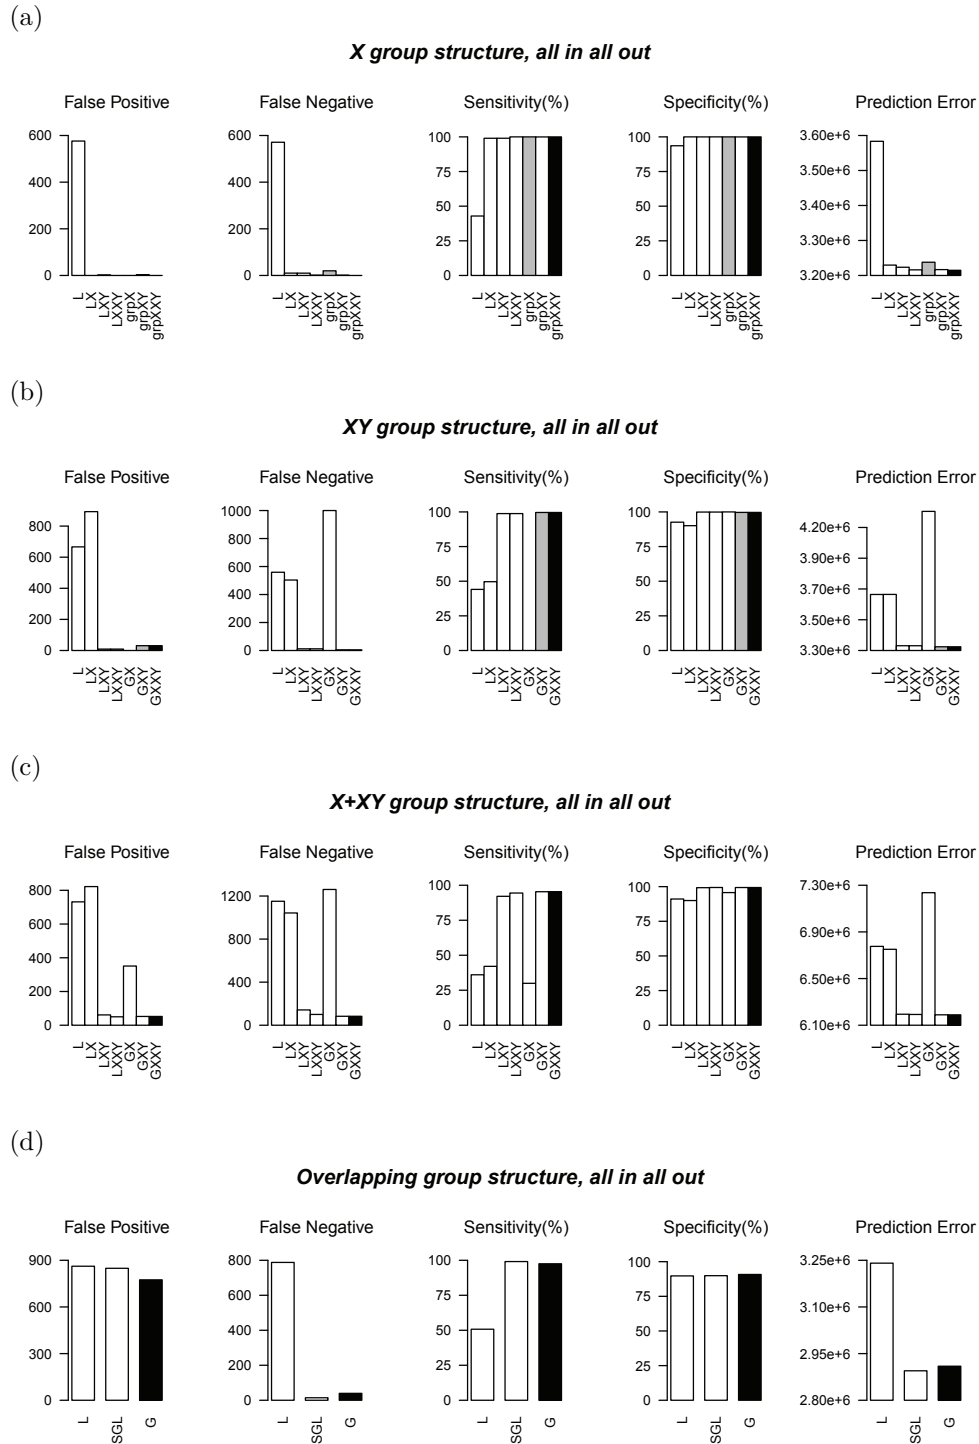 (a)
X group structure, all in all out
False Positive
False Negative
Sensitivity(%)
Specificity(%)
Prediction Error
600
400
200
0
L
LX
LXY
LXXY
grpX
grpXY
grpXXY
600
400
200
0
L
LX
LXY
LXXY
grpX
grpXY
grpXXY
100
75
50
25
0
L
LX
LXY
LXXY
grpX
grpXY
grpXXY
100
75
50
25
0
L
LX
LXY
LXXY
grpX
grpXY
grpXXY
3.60e+6
3.50e+6
3.40e+6
3.30e+6
3.20e+6
L
LX
LXY
LXXY
grpX
grpXY
grpXXY
(b)
XY group structure, all in all out
False Positive
False Negative
Sensitivity(%)
Specificity(%)
Prediction Error
800
600
400
200
0
L
LX
LXY
LXXY
GX
GXY
GXXY
1000
800
600
400
200
0
L
LX
LXY
LXXY
GX
GXY
GXXY
100
75
50
25
0
L
LX
LXY
LXXY
GX
GXY
GXXY
100
75
50
25
0
L
LX
LXY
LXXY
GX
GXY
GXXY
4.20e+6
3.90e+6
3.70e+6
3.50e+6
3.30e+6
L
LX
LXY
LXXY
GX
GXY
GXXY
(c)
X+XY group structure, all in all out
False Positive
False Negative
Sensitivity(%)
Specificity(%)
Prediction Error
800
600
400
200
0
L
LX
LXY
LXXY
GX
GXY
GXXY
1200
800
400
0
L
LX
LXY
LXXY
GX
GXY
GXXY
100
75
50
25
0
L
LX
LXY
LXXY
GX
GXY
GXXY
100
75
50
25
0
L
LX
LXY
LXXY
GX
GXY
GXXY
7.30e+6
6.90e+6
6.50e+6
6.10e+6
L
LX
LXY
LXXY
GX
GXY
GXXY
(d)
Overlapping group structure, all in all out
False Positive
False Negative
Sensitivity(%)
Specificity(%)
Prediction Error
900
600
300
0
L
SGL
G
800
600
400
200
0
L
SGL
G
100
75
50
25
0
L
SGL
G
100
75
50
25
0
L
SGL
G
3.25e+6
3.10e+6
2.95e+6
2.80e+6
L
SGL
G